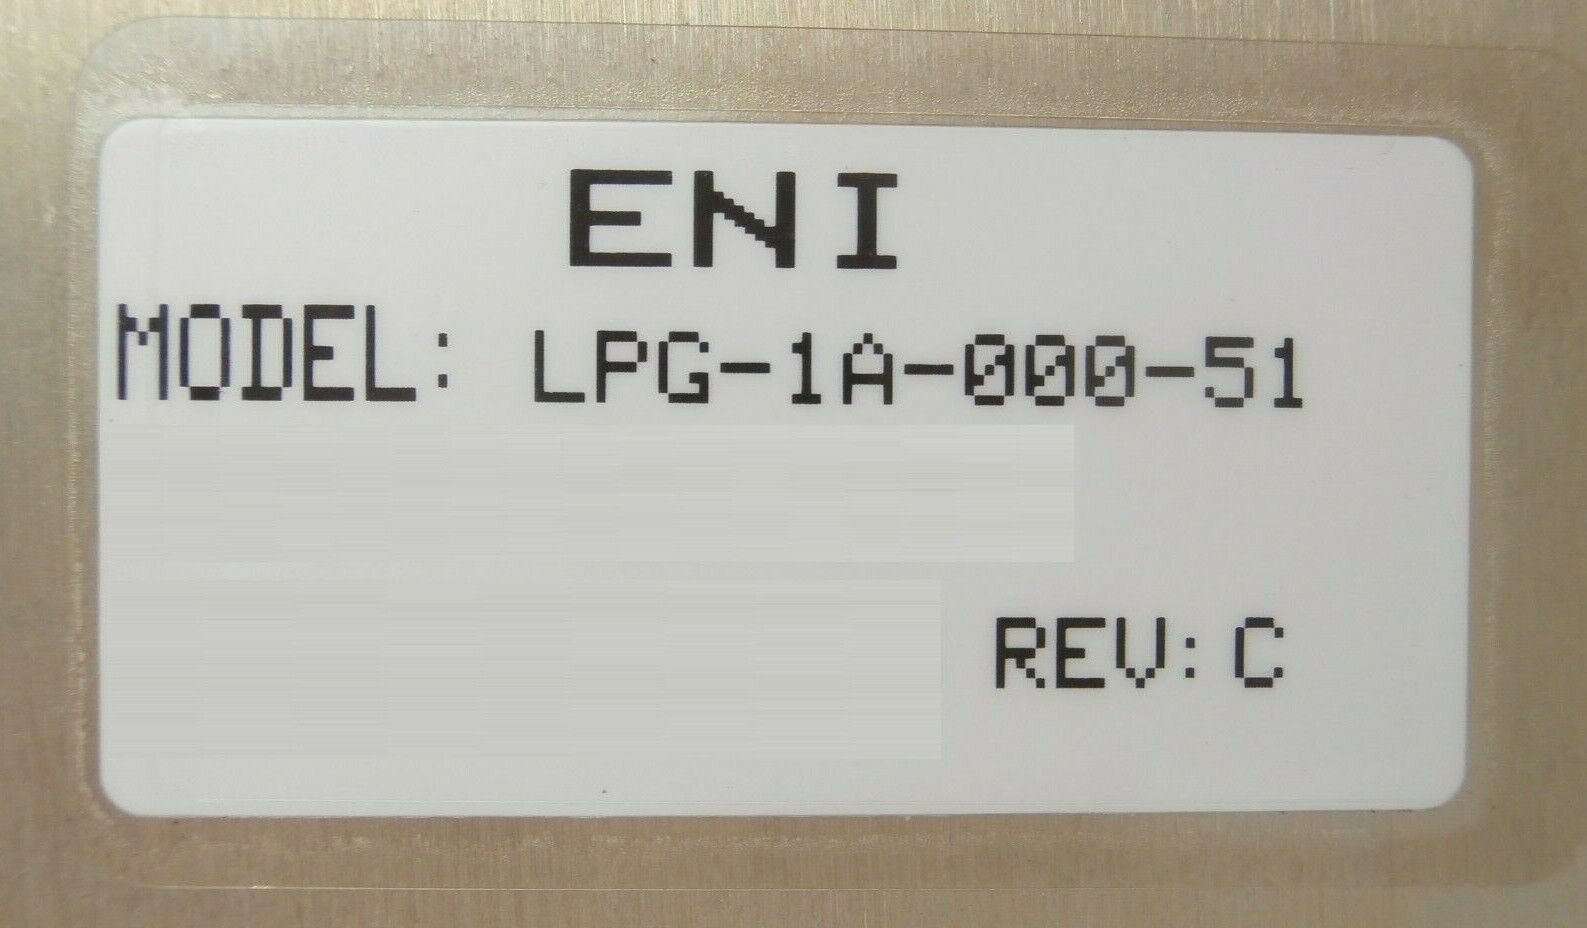 ENI
MODEL: LPG-1A-000-51
REV: C